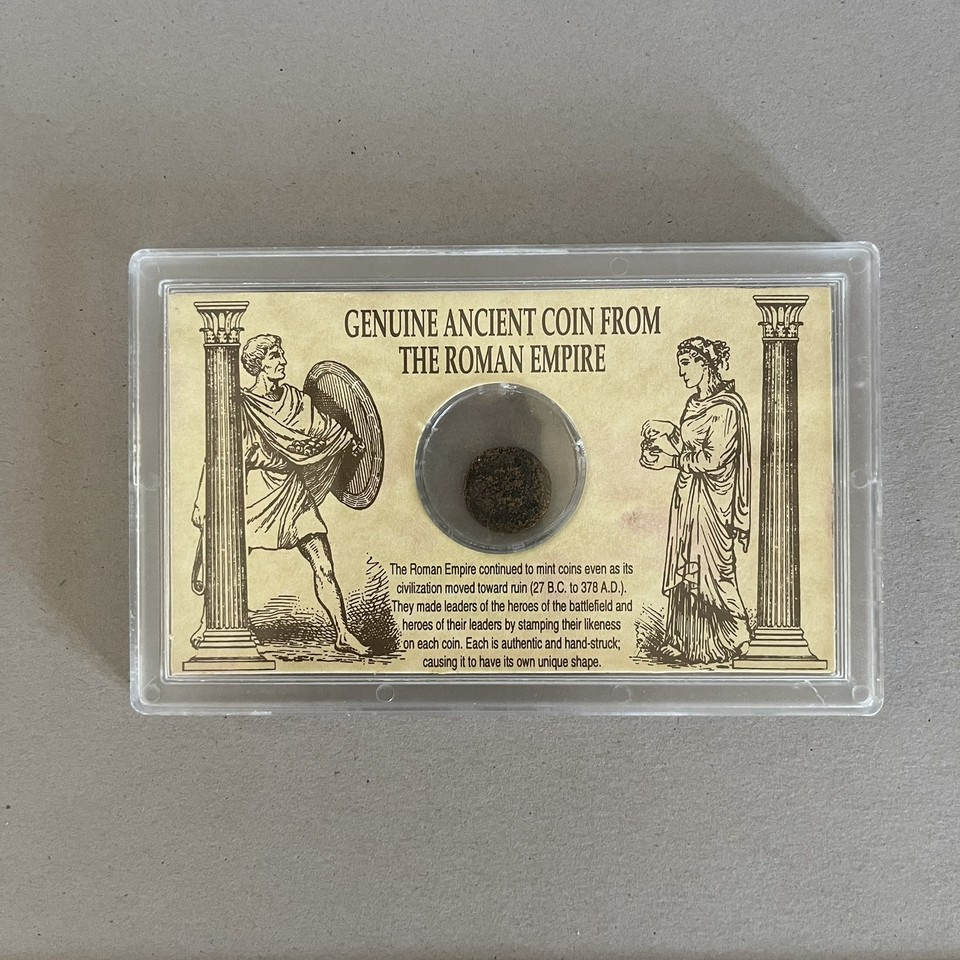 GENUINE ANCIENT COIN FROM
THE ROMAN EMPIRE
The Roman Empire continued to mint coins even as its
civilization moved toward ruin (27 B.C. to 378 A.D.).
They made leaders of the heroes of the battlefield and
heroes of their leaders by stamping their likeness
on each coin. Each is authentic and hand-struck;
causing it to have its own unique shape.